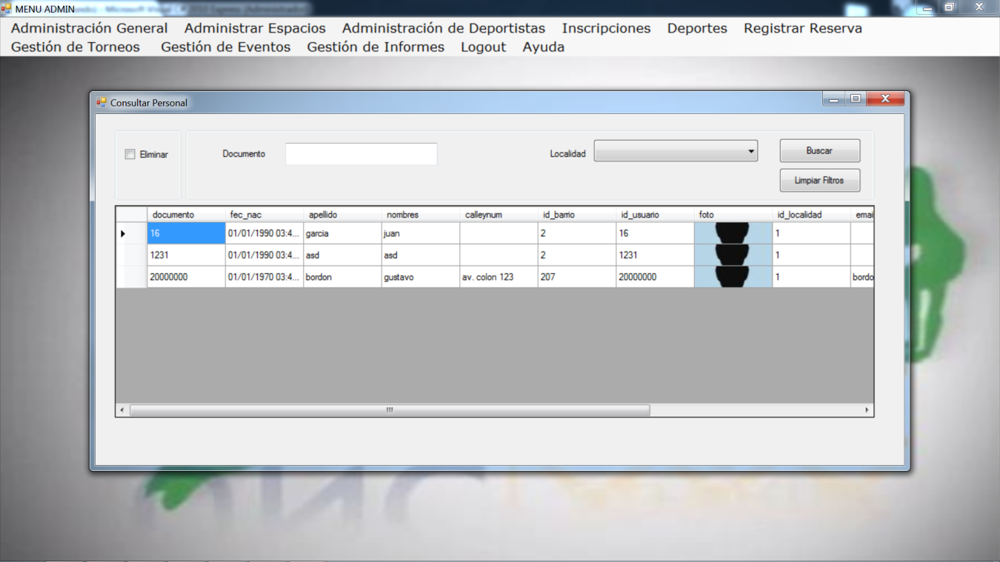 MENU ADMIN
Administración General Administrar Espacios Administración de Deportistas Inscripciones Deportes Registrar Reserva
Gestión de Torneos Gestión de Eventos Gestión de Informes Logout Ayuda
Consultar Personal
Eliminar Documento Localidad Buscar
Limpiar Filtros
documento fec_nac apellido nombres calleynum id_barrio id_usuario foto id_localidad emai
16 01/01/1990 03:4... garcia juan 2 16 1
1231 01/01/1990 03:4... asd asd 2 1231 1
20000000 01/01/1970 03:4... bordon gustavo av. colon 123 207 20000000 1 bordo